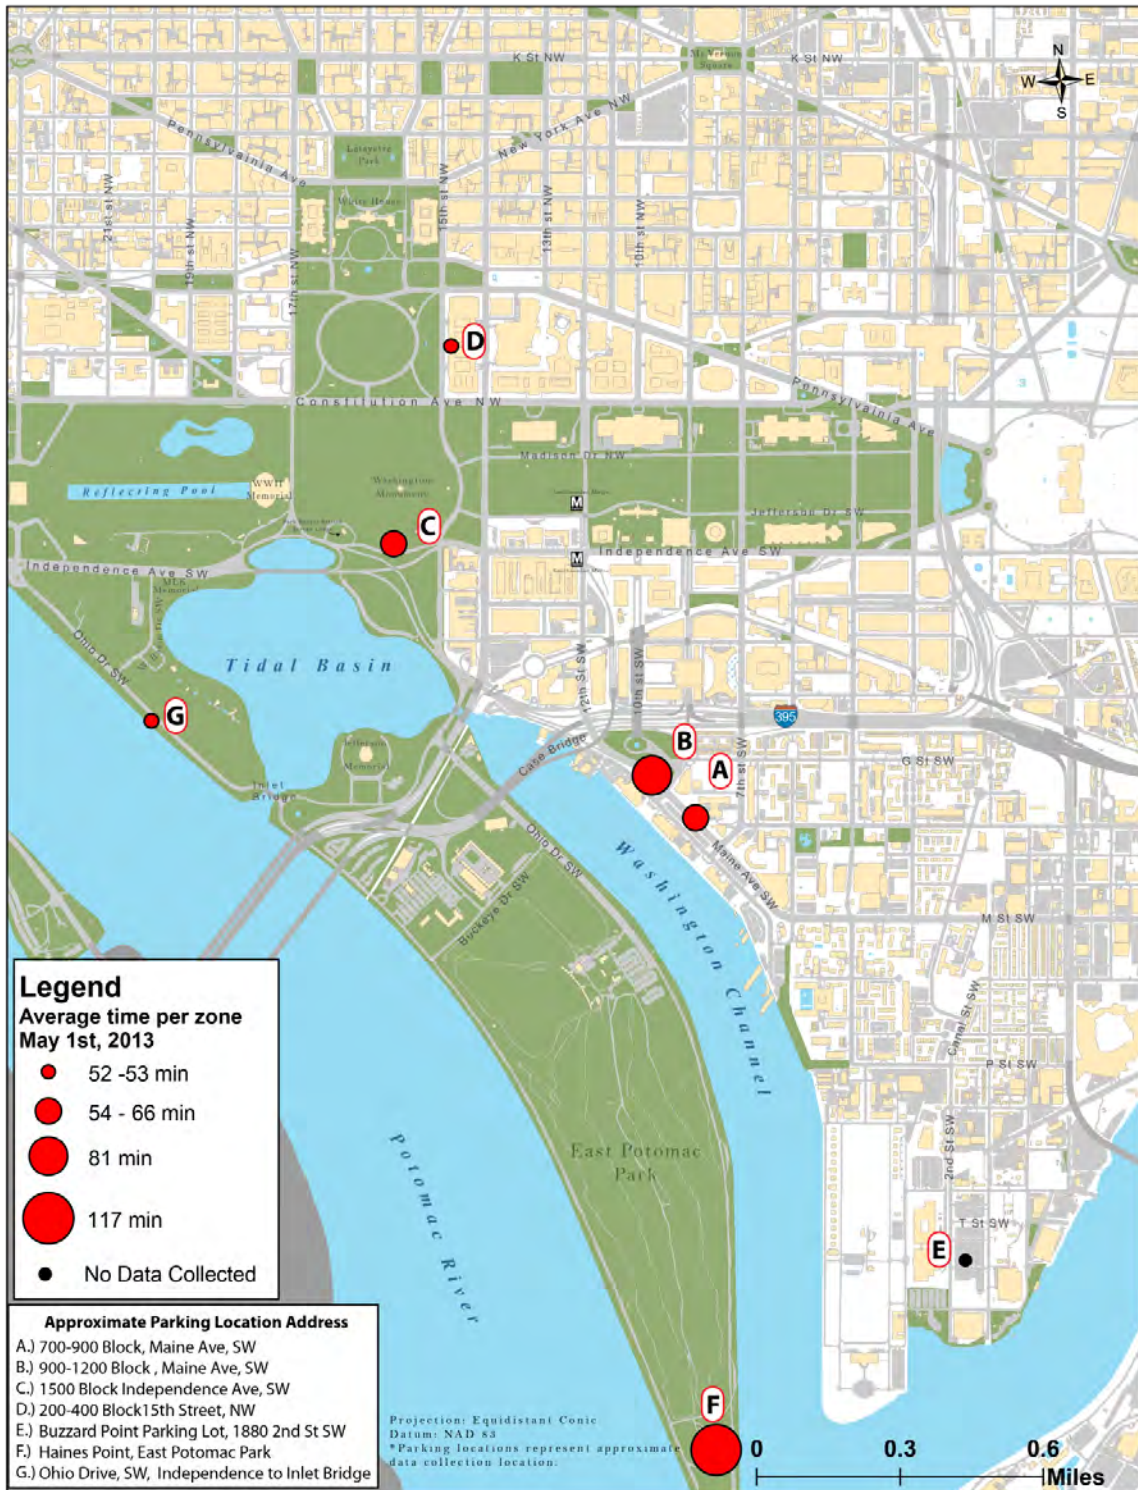 K St NW
Mt Vernon
Square
K St NW
N
W
E
S
Pennsylvainia Ave
New York Ave NW
Lafayette
Park
White House
21st st NW
19th st NW
17th st NW
15th st NW
13th st NW
10th st NW
D
Constitution Ave NW
Pennsylvainia Ave
Madison Dr NW
Reflecting Pool
WWII
Memorial
Washington
Monument
M
Jefferson Dr SW
C
Independence Ave SW
M
Independence Ave SW
MLK
Memorial
Ohio Dr SW
Tidal Basin
12th St SW
10th st SW
395
G
B
A
Case Bridge
7th st SW
G St SW
Jefferson
Memorial
Inlet
Bridge
Ohio Dr SW
Washington Channel
Maine Ave SW
Buckeye Dr SW
M St SW
Canal St SW
P St SW
2nd St SW
T St SW
E
East Potomac
Park
Potomac River
F
Legend
Average time per zone
May 1st, 2013
52 -53 min
54 - 66 min
81 min
117 min
No Data Collected
Approximate Parking Location Address
A.) 700-900 Block, Maine Ave, SW
B.) 900-1200 Block , Maine Ave, SW
C.) 1500 Block Independence Ave, SW
D.) 200-400 Block15th Street, NW
E.) Buzzard Point Parking Lot, 1880 2nd St SW
F.) Haines Point, East Potomac Park
G.) Ohio Drive, SW, Independence to Inlet Bridge
Projection: Equidistant Conic
Datum: NAD 83
*Parking locations represent approximate
data collection location.
0 0.3 0.6
Miles